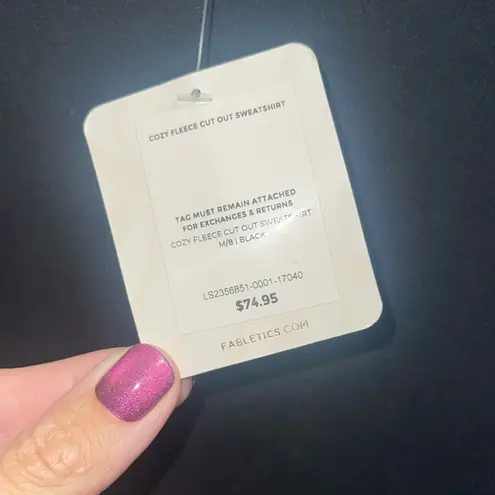 COZY FLEECE CUT OUT SWEATSHIRT
TAG MUST REMAIN ATTACHED
FOR EXCHANGES & RETURNS
COZY FLEECE CUT OUT SWEATSHIRT
M/8 | BLACK
LS2356851-0001-17040
$74.95
FABLETICS.COM